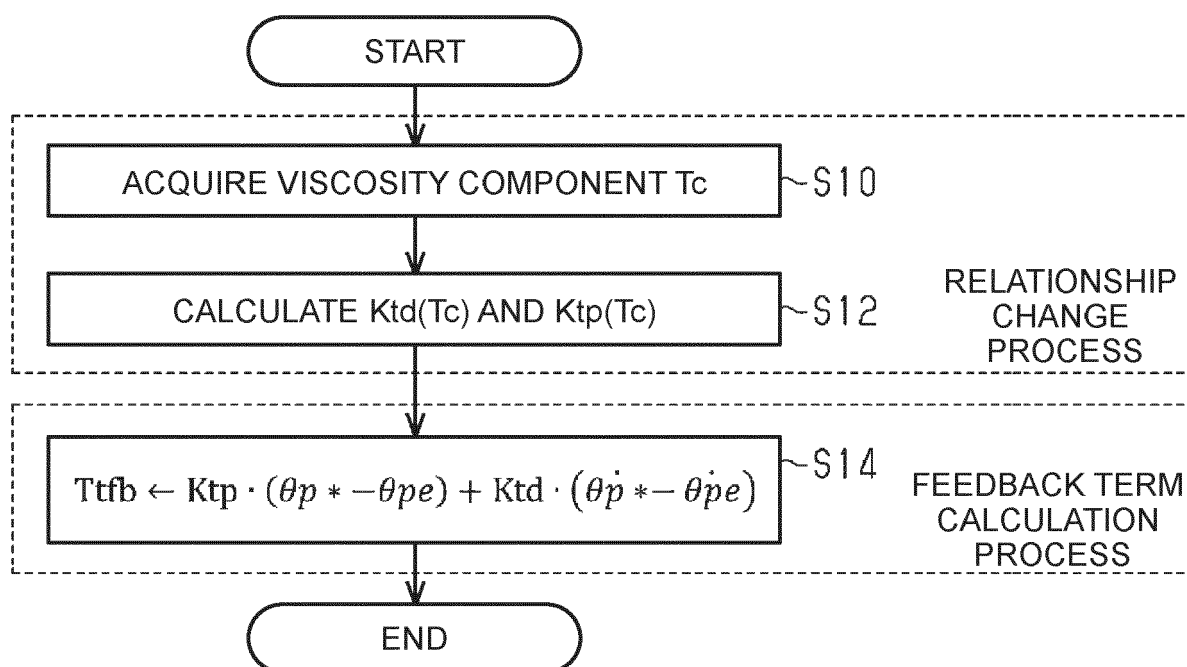 START
ACQUIRE VISCOSITY COMPONENT Tc
S10
CALCULATE Ktd(Tc) AND Ktp(Tc)
S12
RELATIONSHIP
CHANGE
PROCESS
Ttfb ← Ktp · (θp * −θpe) + Ktd · (θṗ * − θṗe)
S14
FEEDBACK TERM
CALCULATION
PROCESS
END